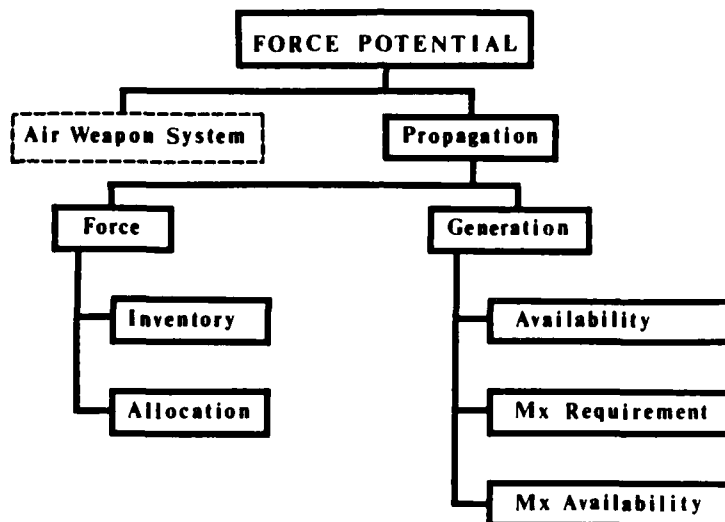 FORCE POTENTIAL
Air Weapon System
Propagation
Force
Generation
Inventory
Availability
Allocation
Mx Requirement
Mx Availability